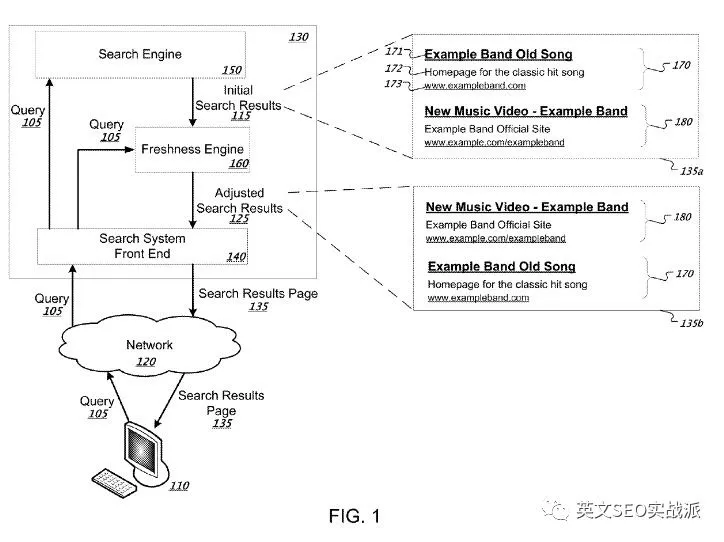 130
Search Engine
150
Query
105
Initial
Search Results
115
Query
105
Freshness Engine
160
Adjusted
Search Results
125
Search System
Front End
140
Query
105
Search Results Page
135
Network
120
Query
105
Search Results
Page
135
110
171
Example Band Old Song
172
Homepage for the classic hit song
173
www.exampleband.com
170
New Music Video - Example Band
Example Band Official Site
www.example.com/exampleband
180
135a
New Music Video - Example Band
Example Band Official Site
www.example.com/exampleband
180
Example Band Old Song
Homepage for the classic hit song
www.exampleband.com
170
135b
FIG. 1
英文SEO实战派